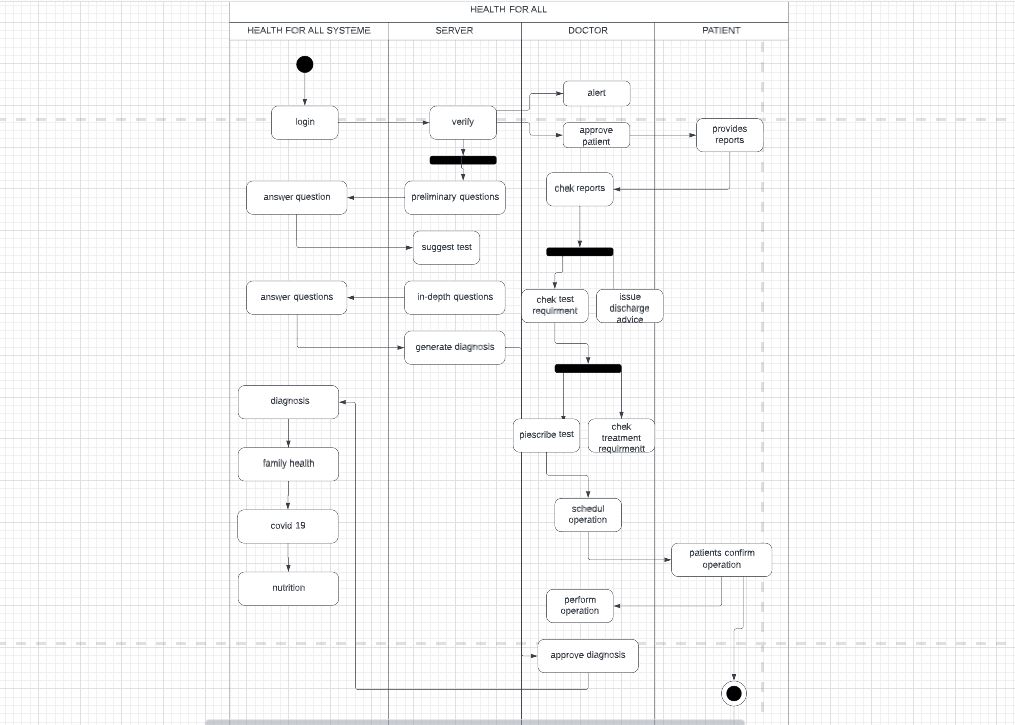 HEALTH FOR ALL
HEALTH FOR ALL SYSTEME
SERVER
DOCTOR
PATIENT
alert
login
verify
approve
patient
provides
reports
chek reports
answer question
preliminary questions
suggest test
answer questions
in-depth questions
chek test
requirment
issue
discharge
advice
generate diagnosis
diagnosis
piescribe test
chek
treatment
requirmentt
family health
schedul
operation
covid 19
patients confirm
operation
nutrition
perform
operation
approve diagnosis